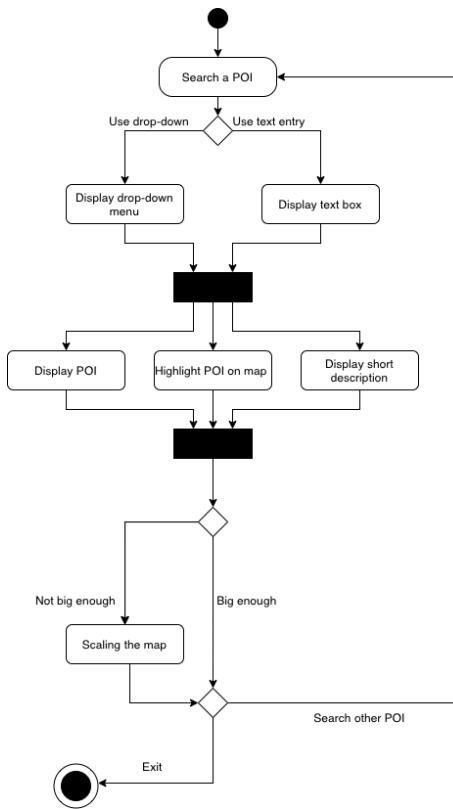 Search a POI
Use drop-down
Use text entry
Display drop-down
menu
Display text box
Display POI
Highlight POI on map
Display short
description
Not big enough
Big enough
Scaling the map
Search other POI
Exit